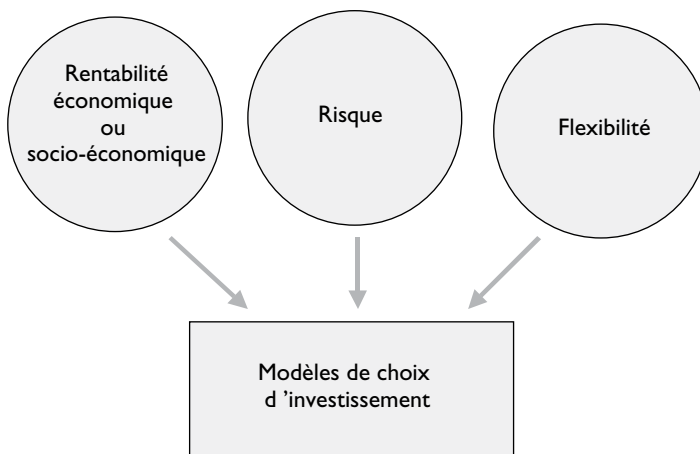 Rentabilité
économique
ou
socio-économique
Risque
Flexibilité
Modèles de choix
d ’investissement